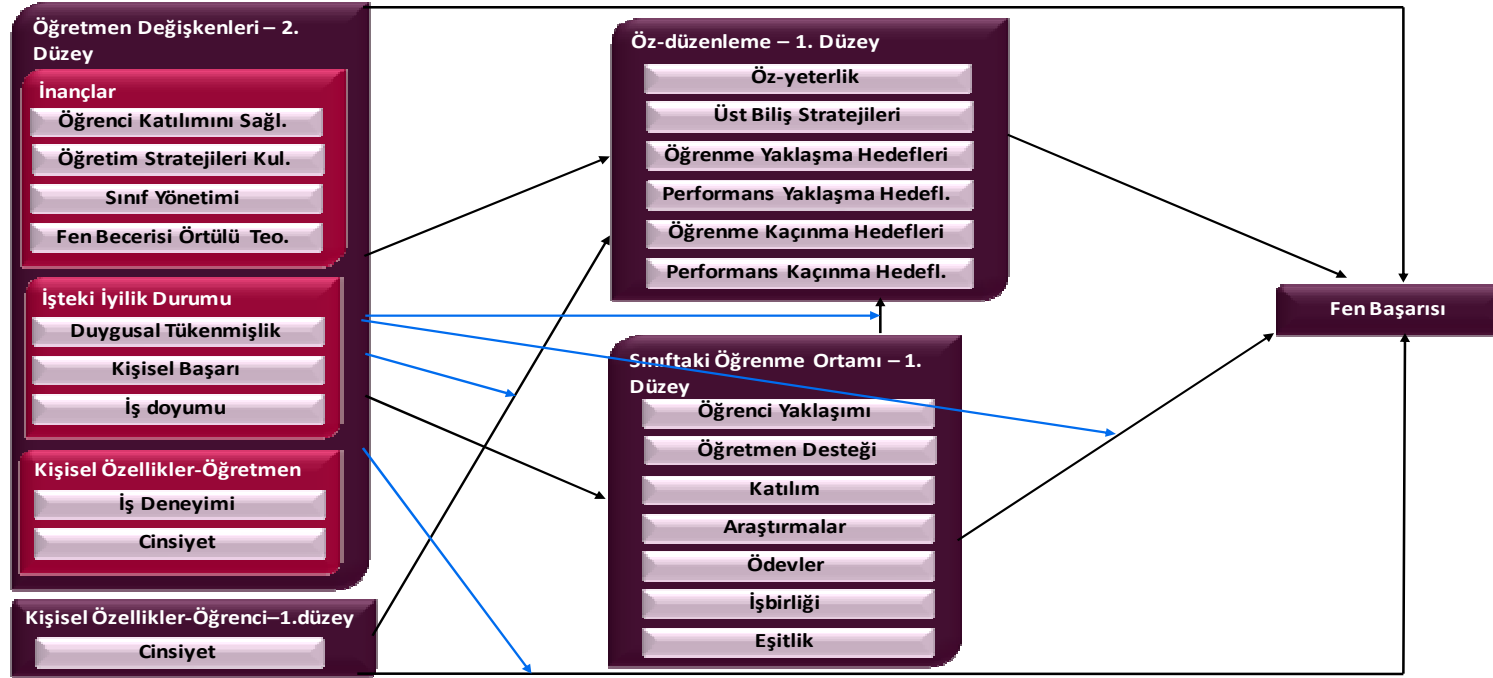 Öğretmen Değişkenleri – 2.
Düzey
İnançlar
Öğrenci Katılımını Sağl.
Öğretim Stratejileri Kul.
Sınıf Yönetimi
Fen Becerisi Örtülü Teo.
İşteki İyilik Durumu
Duygusal Tükenmişlik
Kişisel Başarı
İş doyumu
Kişisel Özellikler-Öğretmen
İş Deneyimi
Cinsiyet
Kişisel Özellikler-Öğrenci–1.düzey
Cinsiyet
Öz-düzenleme – 1. Düzey
Öz-yeterlik
Üst Biliş Stratejileri
Öğrenme Yaklaşma Hedefleri
Performans Yaklaşma Hedefl.
Öğrenme Kaçınma Hedefleri
Performans Kaçınma Hedefl.
Sınıftaki Öğrenme Ortamı – 1.
Düzey
Öğrenci Yaklaşımı
Öğretmen Desteği
Katılım
Araştırmalar
Ödevler
İşbirliği
Eşitlik
Fen Başarısı